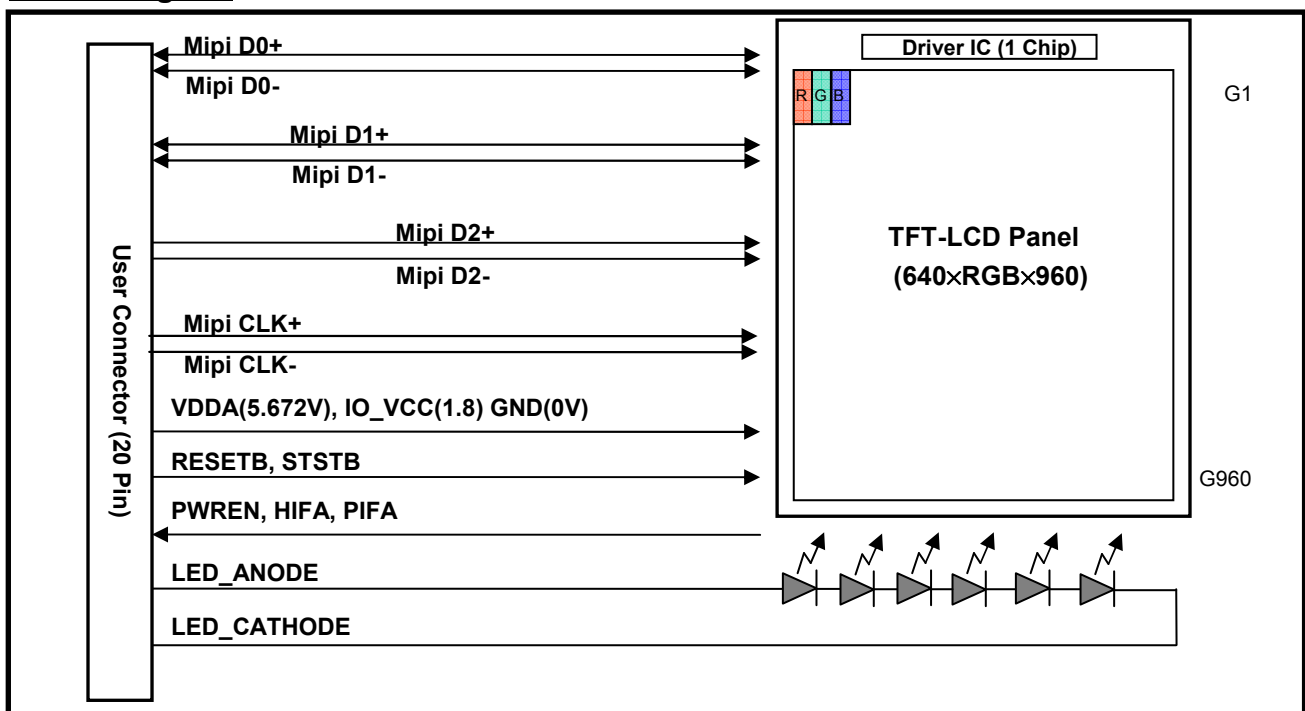 Mipi D0+
Mipi D0-
Mipi D1+
Mipi D1-
Mipi D2+
Mipi D2-
Mipi CLK+
Mipi CLK-
VDDA(5.672V), IO_VCC(1.8) GND(0V)
RESETB, STSTB
PWREN, HIFA, PIFA
LED_ANODE
LED_CATHODE
User Connector (20 Pin)
Driver IC (1 Chip)
R G B
G1
TFT-LCD Panel
(640×RGB×960)
G960